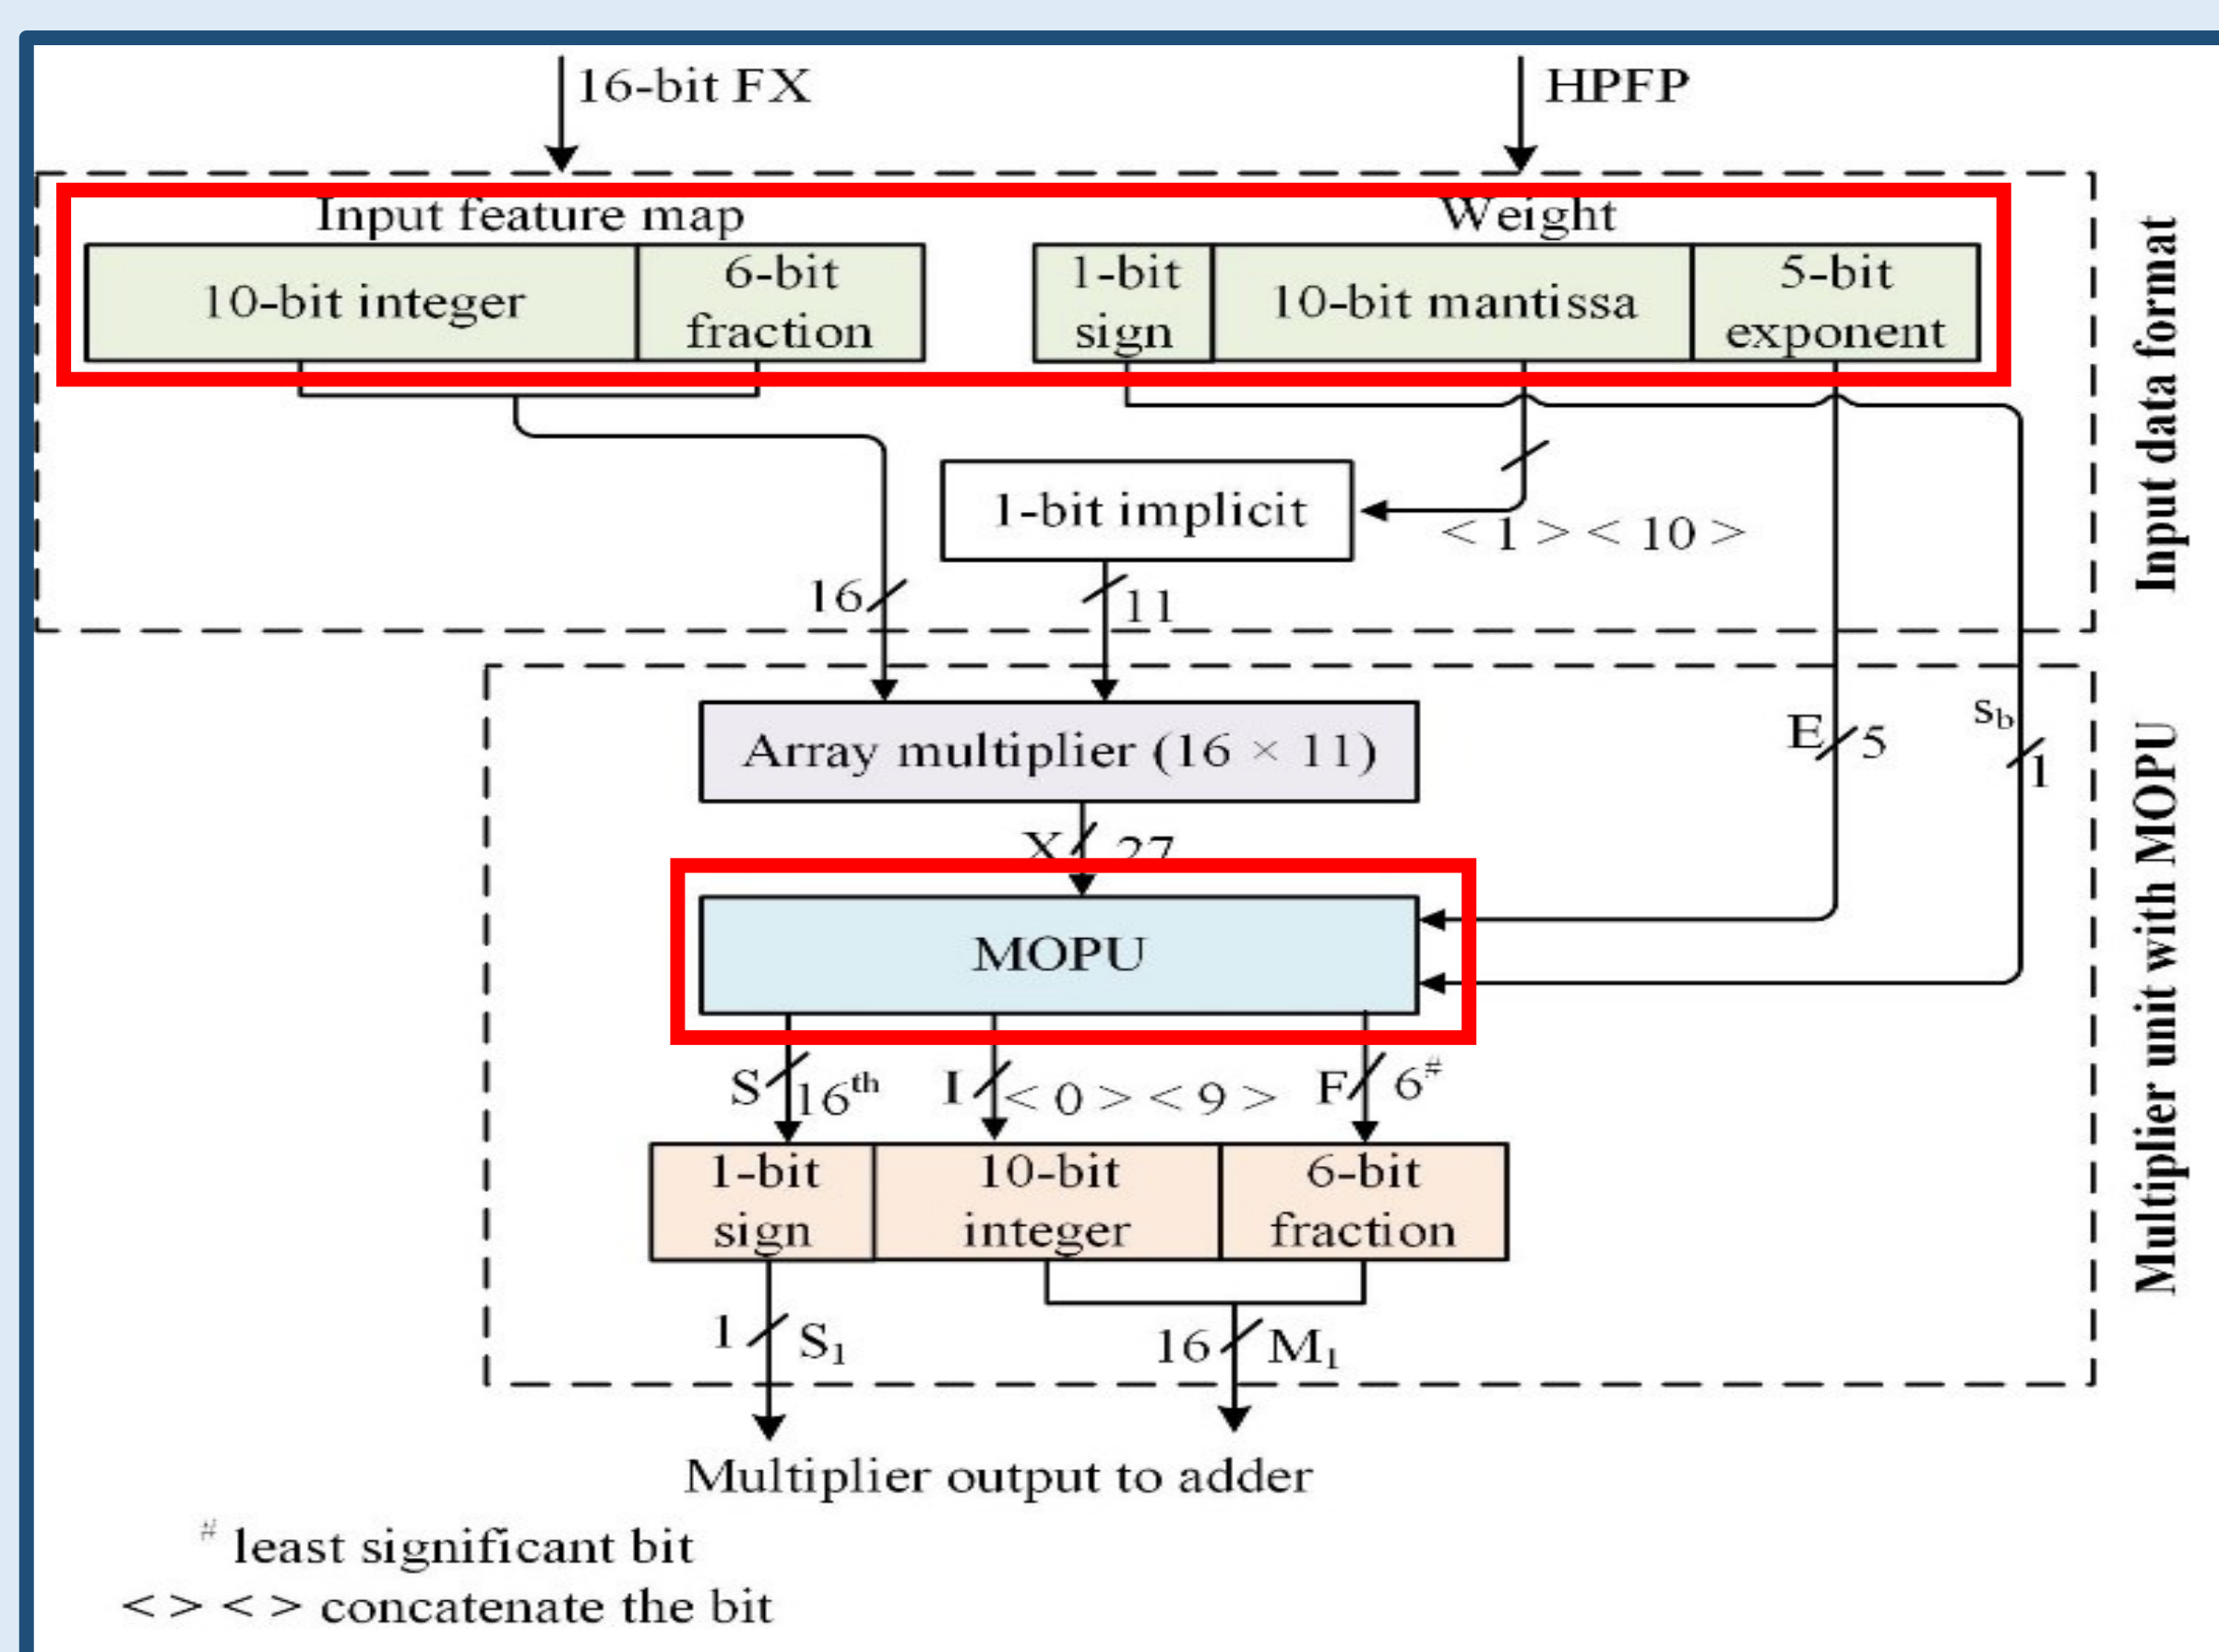 16-bit FX
HPFP
Input feature map
Weight
10-bit integer
6-bit
fraction
1-bit
sign
10-bit mantissa
5-bit
exponent
1-bit implicit
< 1 > < 10 >
16
11
Input data format
Array multiplier (16 × 11)
E
5
s_b
1
X
27
MOPU
S
16th
I
< 0 > < 9 >
F
6#
1-bit
sign
10-bit
integer
6-bit
fraction
1
S₁
16
M₁
Multiplier unit with MOPU
Multiplier output to adder
# least significant bit
< > < > concatenate the bit